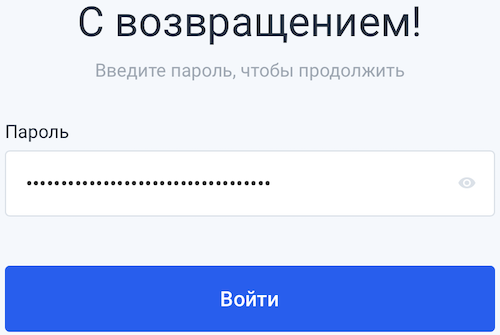 С возвращением!
Введите пароль, чтобы продолжить
Пароль
•••••••••••••••••••••••••••••••••••
Войти